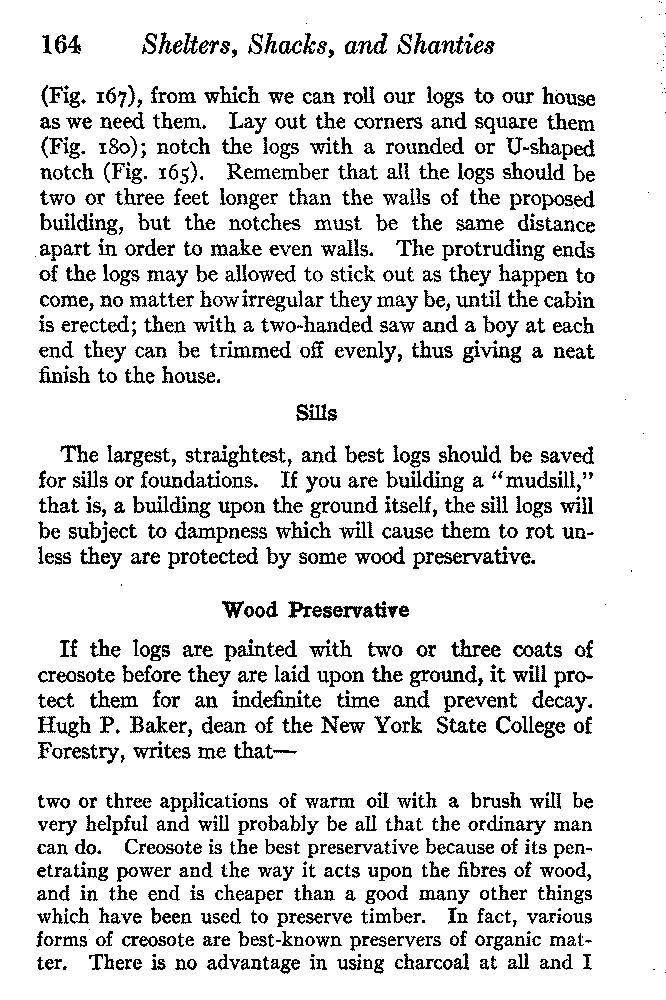 164 Shelters, Shacks, and Shanties
(Fig. 167), from which we can roll our logs to our house
as we need them. Lay out the corners and square them
(Fig. 180); notch the logs with a rounded or U-shaped
notch (Fig. 165). Remember that all the logs should be
two or three feet longer than the walls of the proposed
building, but the notches must be the same distance
apart in order to make even walls. The protruding ends
of the logs may be allowed to stick out as they happen to
come, no matter how irregular they may be, until the cabin
is erected; then with a two-handed saw and a boy at each
end they can be trimmed off evenly, thus giving a neat
finish to the house.
Sills
The largest, straightest, and best logs should be saved
for sills or foundations. If you are building a “mudsill,”
that is, a building upon the ground itself, the sill logs will
be subject to dampness which will cause them to rot un-
less they are protected by some wood preservative.
Wood Preservative
If the logs are painted with two or three coats of
creosote before they are laid upon the ground, it will pro-
tect them for an indefinite time and prevent decay.
Hugh P. Baker, dean of the New York State College of
Forestry, writes me that—
two or three applications of warm oil with a brush will be
very helpful and will probably be all that the ordinary man
can do. Creosote is the best preservative because of its pen-
etrating power and the way it acts upon the fibres of wood,
and in the end is cheaper than a good many other things
which have been used to preserve timber. In fact, various
forms of creosote are best-known preservers of organic mat-
ter. There is no advantage in using charcoal at all and I